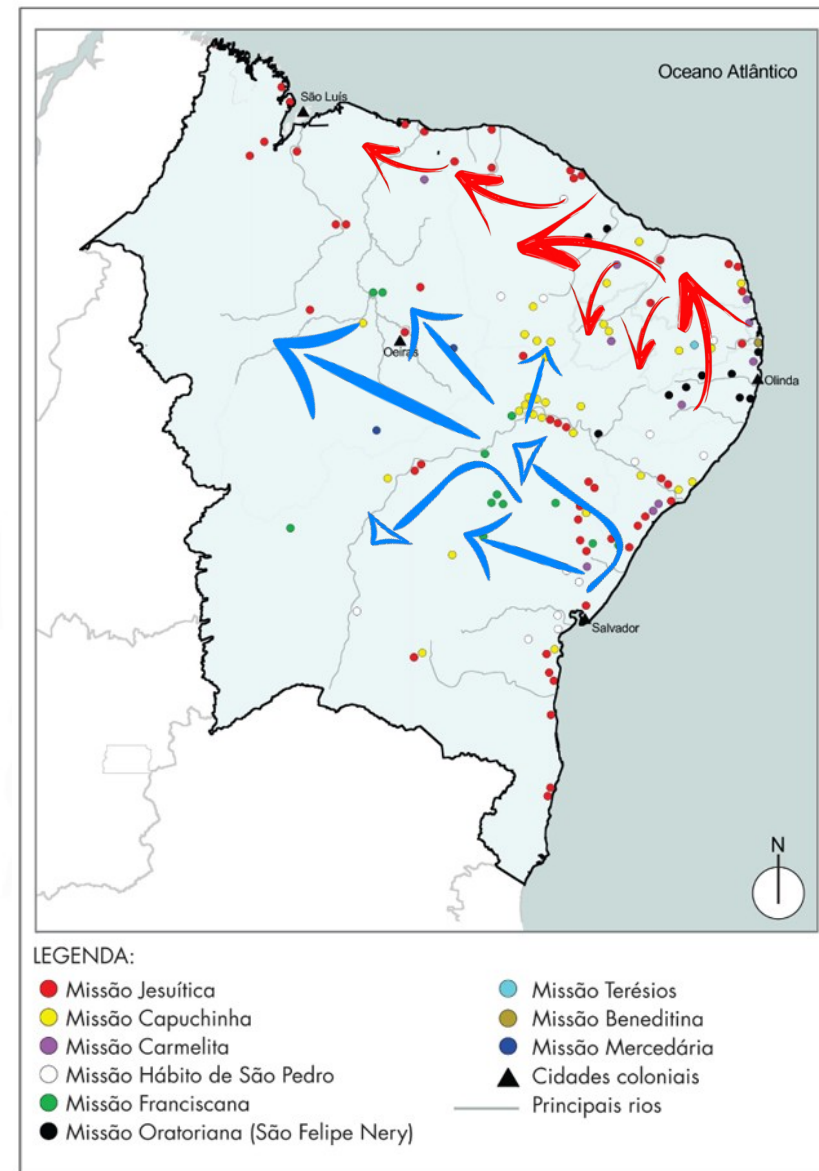 Oceano Atlântico
São Luís
Oeiras
Olinda
Salvador
N
LEGENDA:
Missão Jesuítica
Missão Capuchinha
Missão Carmelita
Missão Hábito de São Pedro
Missão Franciscana
Missão Oratoriana (São Felipe Nery)
Missão Terésios
Missão Beneditina
Missão Mercedária
Cidades coloniais
Principais rios